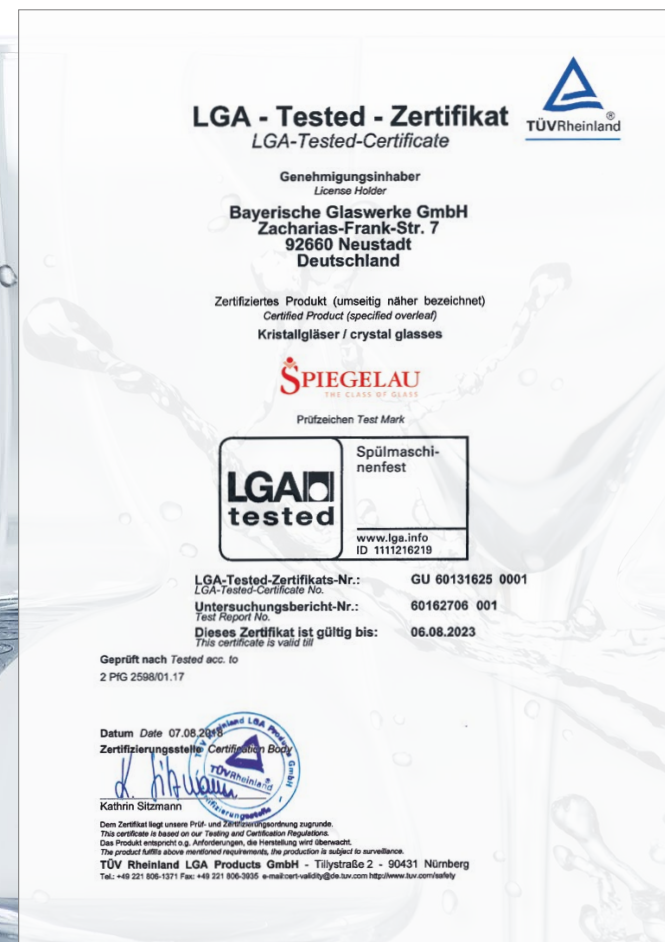 LGA - Tested - Zertifikat
LGA-Tested-Certificate
TÜVRheinland®
Genehmigungsinhaber
License Holder
Bayerische Glaswerke GmbH
Zacharias-Frank-Str. 7
92660 Neustadt
Deutschland
Zertifiziertes Produkt (umseitig näher bezeichnet)
Certified Product (specified overleaf)
Kristallgläser / crystal glasses
SPIEGELAU
THE CLASS OF GLASS
Prüfzeichen Test Mark
LGA
tested
Spülmaschi-
nenfest
www.lga.info
ID 1111216219
LGA-Tested-Zertifikats-Nr.: GU 60131625 0001
LGA-Tested-Certificate No.
Untersuchungsbericht-Nr.: 60162706 001
Test Report No.
Dieses Zertifikat ist gültig bis: 06.08.2023
This certificate is valid till
Geprüft nach Tested acc. to
2 PfG 2598/01.17
Datum Date 07.08.2018
Zertifizierungsstelle Certification Body
TÜVRheinland
Kathrin Sitzmann
Dem Zertifikat liegt unsere Prüf- und Zertifizierungsordnung zugrunde.
This certificate is based on our Testing and Certification Regulations.
Das Produkt entspricht o.g. Anforderungen, die Herstellung wird überwacht.
The product fulfills above mentioned requirements, the production is subject to surveillance.
TÜV Rheinland LGA Products GmbH - Tillystraße 2 - 90431 Nürnberg
Tel.: +49 221 806-1371 Fax: +49 221 806-3935 e-mail:cert-validity@de.tuv.com http://www.tuv.com/safety